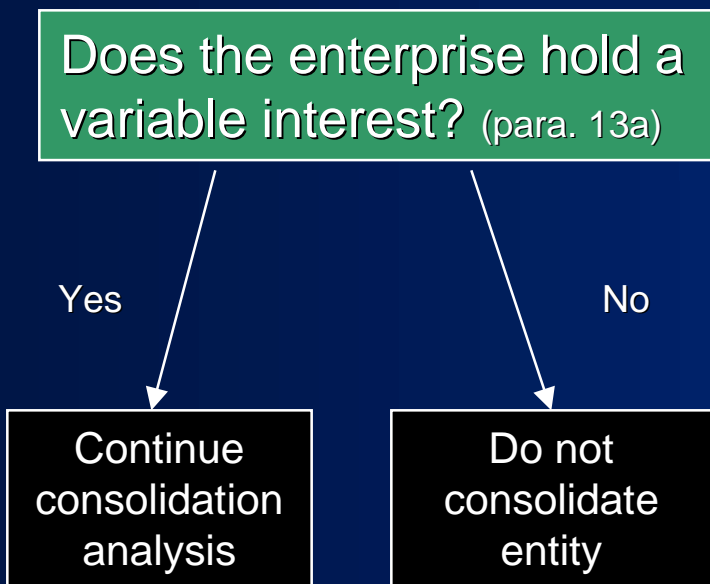 Does the enterprise hold a
variable interest? (para. 13a)
Yes
No
Continue
consolidation
analysis
Do not
consolidate
entity